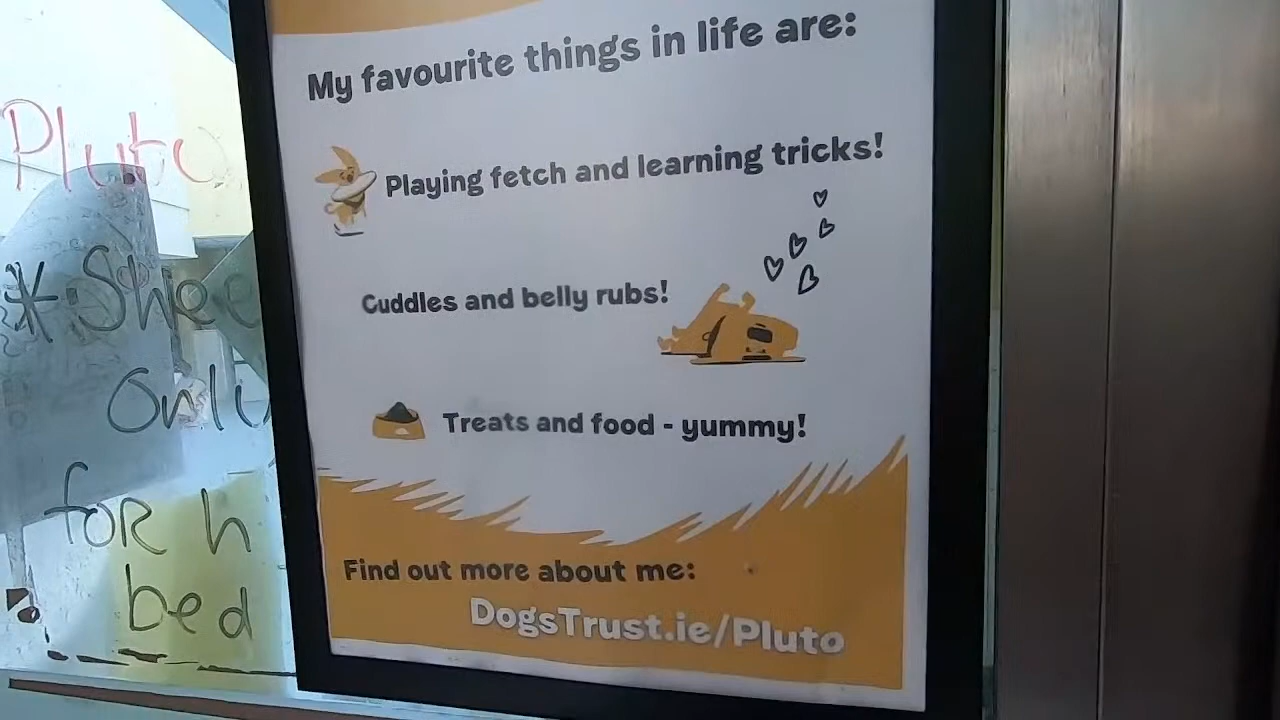 My favourite things in life are:
Playing fetch and learning tricks!
Cuddles and belly rubs!
Treats and food - yummy!
Find out more about me:
DogsTrust.ie/Pluto
Pluto
only
for h
bed